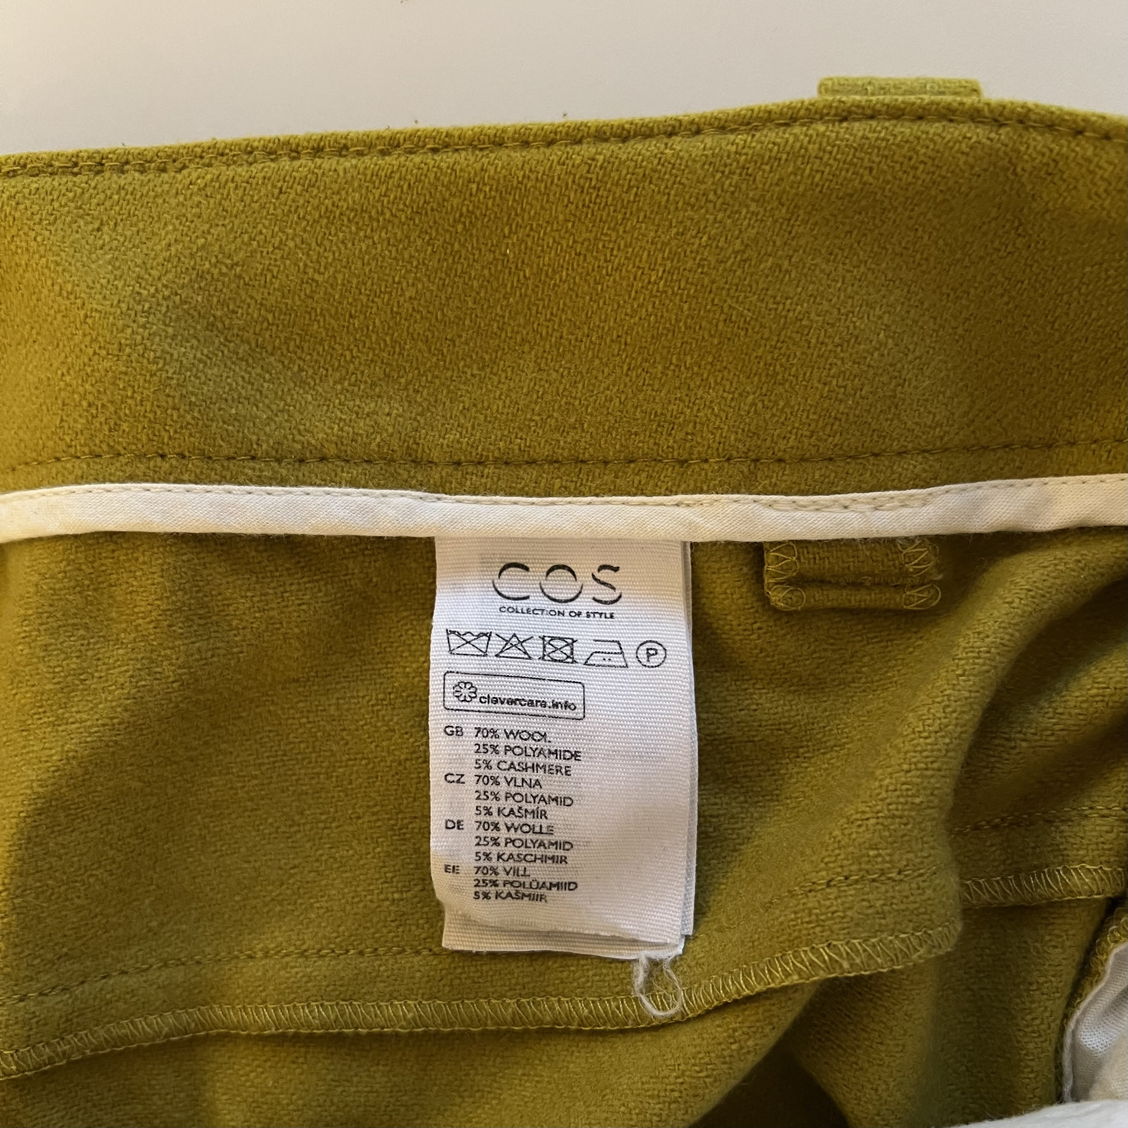 COS
COLLECTION OF STYLE
P
clevercare.info
GB 70% WOOL
25% POLYAMIDE
5% CASHMERE
CZ 70% VLNA
25% POLYAMID
5% KAŠMÍR
DE 70% WOLLE
25% POLYAMID
5% KASCHMIR
EE 70% VILL
25% POLÜAMIID
5% KAŠMIIR